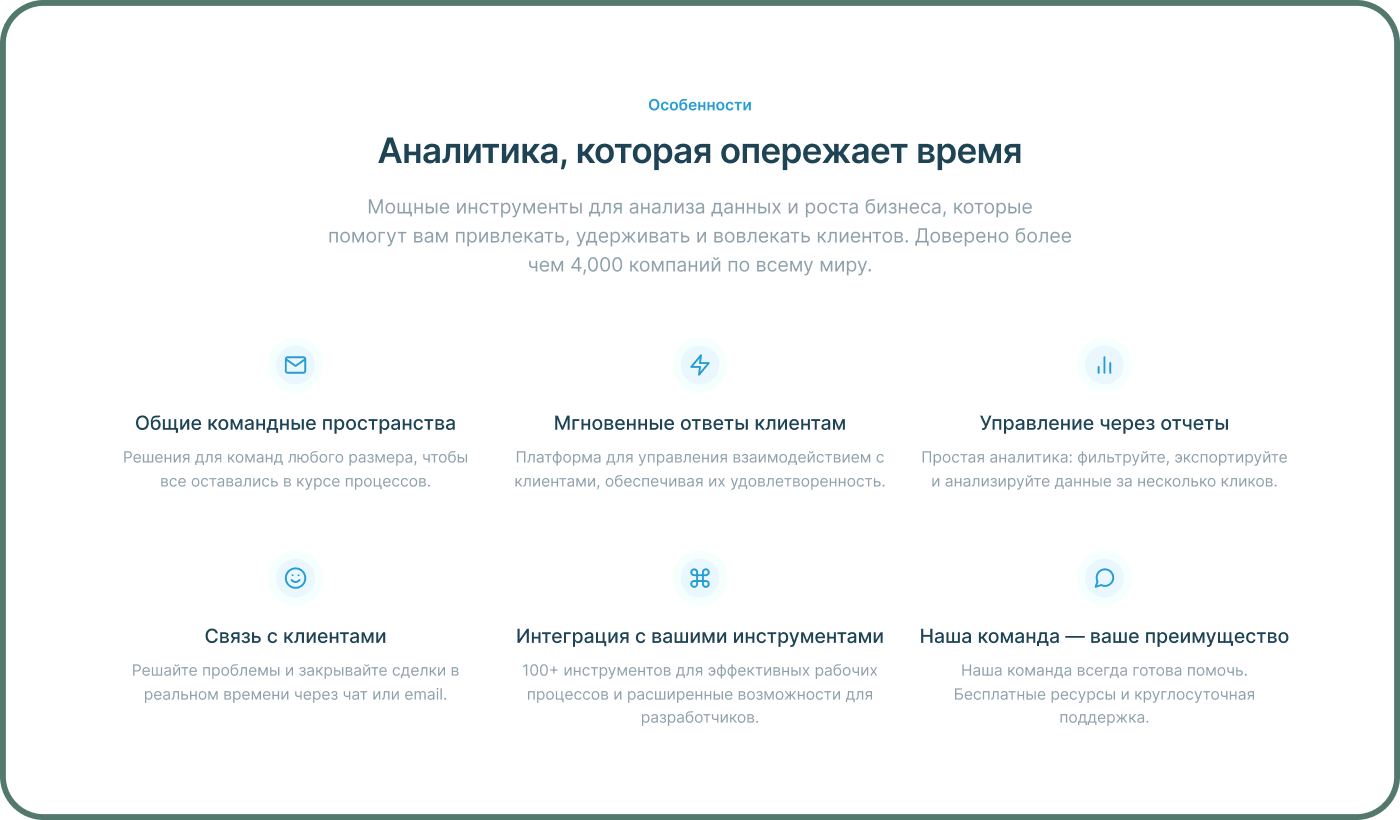 Особенности
Аналитика, которая опережает время
Мощные инструменты для анализа данных и роста бизнеса, которые
помогут вам привлекать, удерживать и вовлекать клиентов. Доверено более
чем 4,000 компаний по всему миру.
Общие командные пространства
Решения для команд любого размера, чтобы
все оставались в курсе процессов.
Мгновенные ответы клиентам
Платформа для управления взаимодействием с
клиентами, обеспечивая их удовлетворенность.
Управление через отчеты
Простая аналитика: фильтруйте, экспортируйте
и анализируйте данные за несколько кликов.
Связь с клиентами
Решайте проблемы и закрывайте сделки в
реальном времени через чат или email.
Интеграция с вашими инструментами
100+ инструментов для эффективных рабочих
процессов и расширенные возможности для
разработчиков.
Наша команда — ваше преимущество
Наша команда всегда готова помочь.
Бесплатные ресурсы и круглосуточная
поддержка.